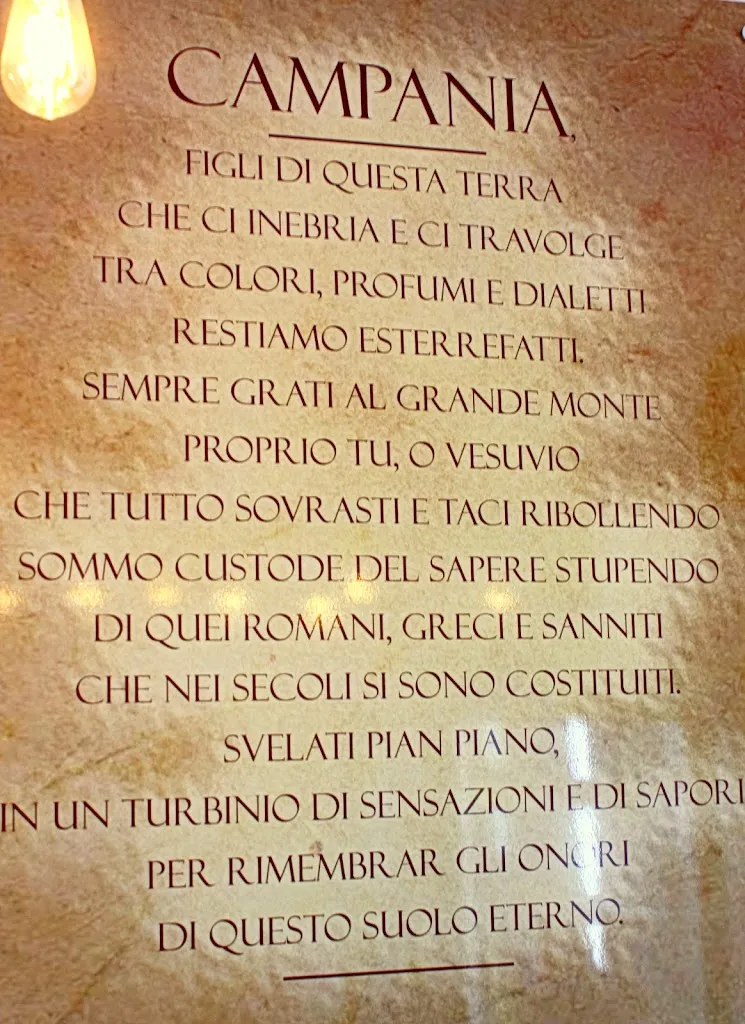 CAMPANIA,
FIGLI DI QUESTA TERRA
CHE CI INEBRIA E CI TRAVOLGE
TRA COLORI, PROFUMI E DIALETTI
RESTIAMO ESTERREFATTI.
SEMPRE GRATI AL GRANDE MONTE
PROPRIO TU, O VESUVIO
CHE TUTTO SOVRASTI E TACI RIBOLLENDO
SOMMO CUSTODE DEL SAPERE STUPENDO
DI QUEI ROMANI, GRECI E SANNITI
CHE NEI SECOLI SI SONO COSTITUITI.
SVELATI PIAN PIANO,
IN UN TURBINIO DI SENSAZIONI E DI SAPORI
PER RIMEMBRAR GLI ONORI
DI QUESTO SUOLO ETERNO.